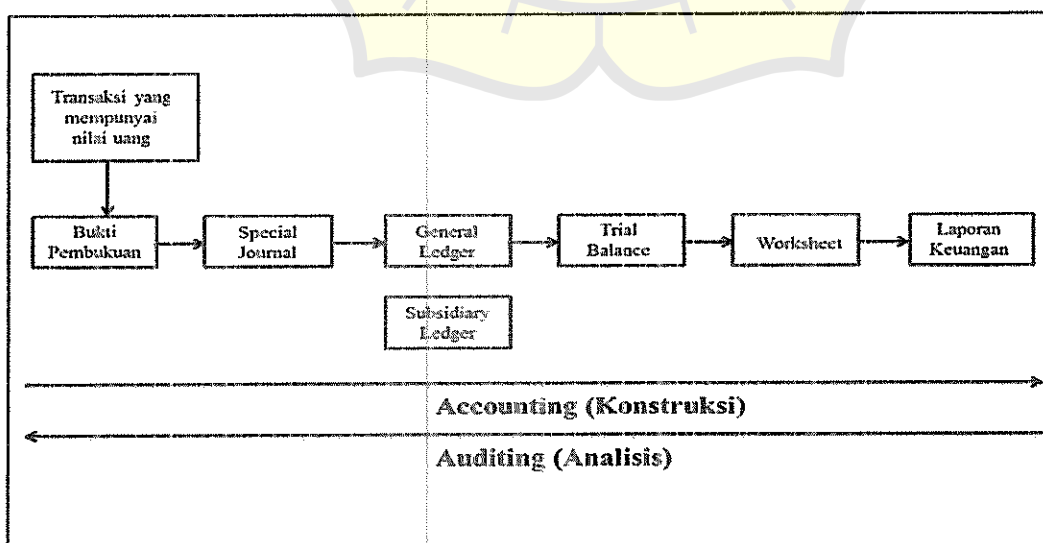 Transaksi yang
mempunyai
nilai uang
Bukti
Pembukuan
Special
Journal
General
Ledger
Trial
Balance
Worksheet
Laporan
Keuangan
Subsidiary
Ledger
Accounting (Konstruksi)
Auditing (Analisis)